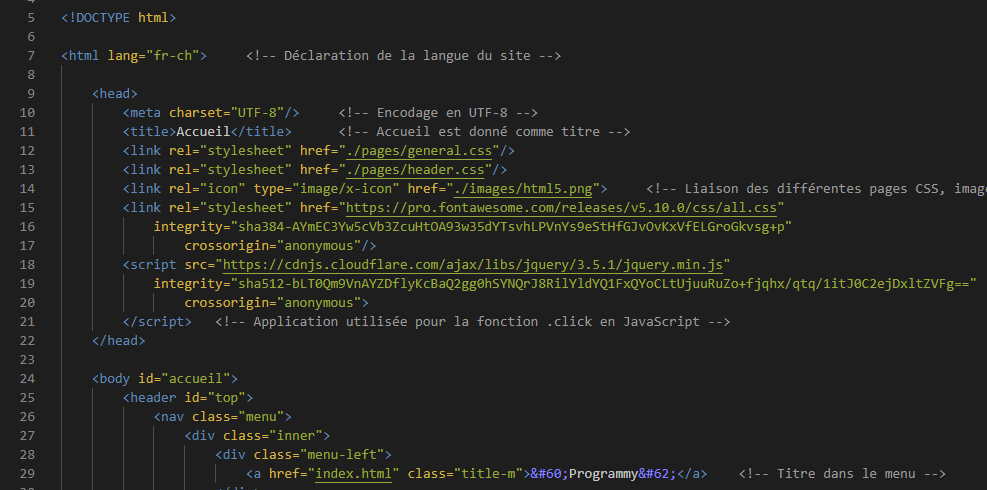 5 <!DOCTYPE html>
6
7 <html lang="fr-ch"> <!-- Déclaration de la langue du site -->
8
9 <head>
10 <meta charset="UTF-8"/> <!-- Encodage en UTF-8 -->
11 <title>Accueil</title> <!-- Accueil est donné comme titre -->
12 <link rel="stylesheet" href="./pages/general.css"/>
13 <link rel="stylesheet" href="./pages/header.css"/>
14 <link rel="icon" type="image/x-icon" href="./images/html5.png"> <!-- Liaison des différentes pages CSS, imag
15 <link rel="stylesheet" href="https://pro.fontawesome.com/releases/v5.10.0/css/all.css"
16 integrity="sha384-AYmEC3Yw5cVb3ZcuHtOA93w35dYTsvhLPVnYs9eStHfGJvOvKxVfELGroGkvsg+p"
17 crossorigin="anonymous"/>
18 <script src="https://cdnjs.cloudflare.com/ajax/libs/jquery/3.5.1/jquery.min.js"
19 integrity="sha512-bLT0Qm9VnAYZDflyKcBaQ2gg0hSYNQrJ8RilYldYQ1FxQYoCLtUjuuRuZo+fjqhx/qtq/1itJ0C2ejDxltZVFg=="
20 crossorigin="anonymous">
21 </script> <!-- Application utilisée pour la fonction .click en JavaScript -->
22 </head>
23
24 <body id="accueil">
25 <header id="top">
26 <nav class="menu">
27 <div class="inner">
28 <div class="menu-left">
29 <a href="index.html" class="title-m">&#60;Programmy&#62;</a> <!-- Titre dans le menu -->